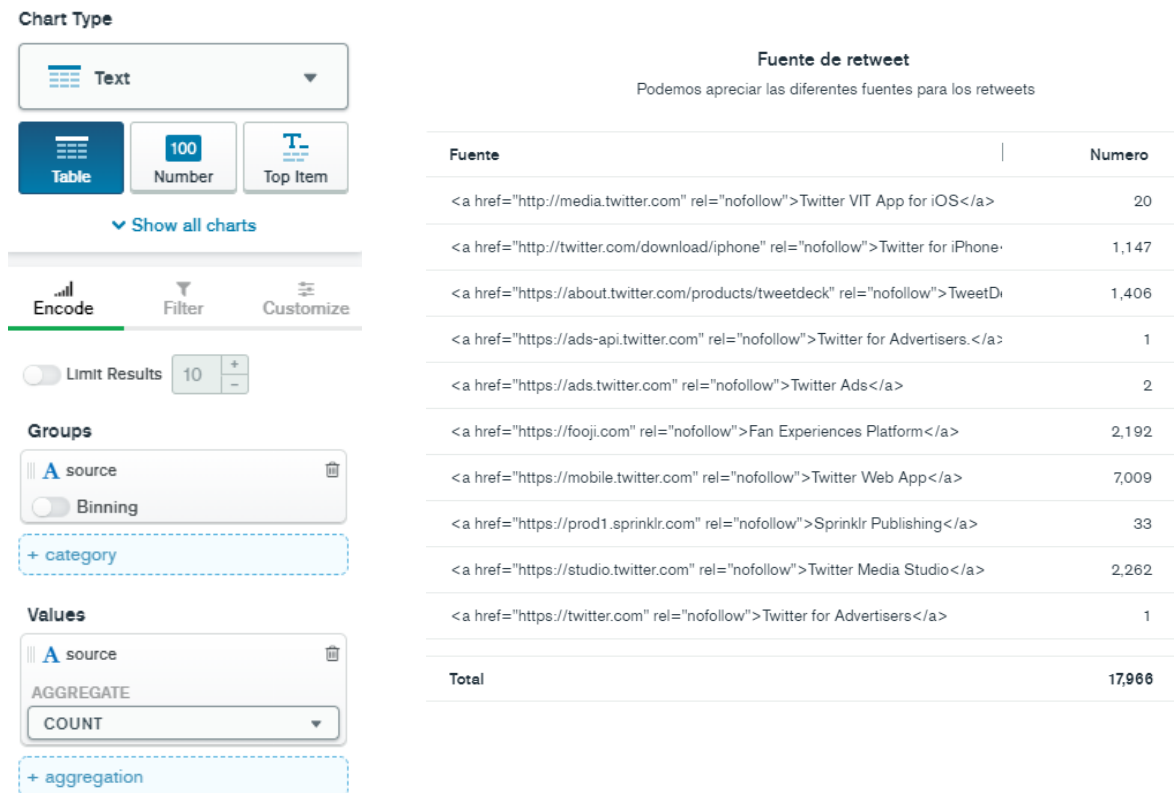 Chart Type
Text
100
T_
Table
Number
Top Item
Show all charts
Encode
Filter
Customize
Limit Results
10
+
-
Groups
A source
Binning
+ category
Values
A source
AGGREGATE
COUNT
+ aggregation
Fuente de retweet
Podemos apreciar las diferentes fuentes para los retweets
Fuente Numero
<a href="http://media.twitter.com" rel="nofollow">Twitter VIT App for iOS</a> 20
<a href="http://twitter.com/download/iphone" rel="nofollow">Twitter for iPhone 1,147
<a href="https://about.twitter.com/products/tweetdeck" rel="nofollow">TweetD 1,406
<a href="https://ads-api.twitter.com" rel="nofollow">Twitter for Advertisers.</a> 1
<a href="https://ads.twitter.com" rel="nofollow">Twitter Ads</a> 2
<a href="https://fooji.com" rel="nofollow">Fan Experiences Platform</a> 2,192
<a href="https://mobile.twitter.com" rel="nofollow">Twitter Web App</a> 7,009
<a href="https://prod1.sprinklr.com" rel="nofollow">Sprinklr Publishing</a> 33
<a href="https://studio.twitter.com" rel="nofollow">Twitter Media Studio</a> 2,262
<a href="https://twitter.com" rel="nofollow">Twitter for Advertisers</a> 1
Total 17,966